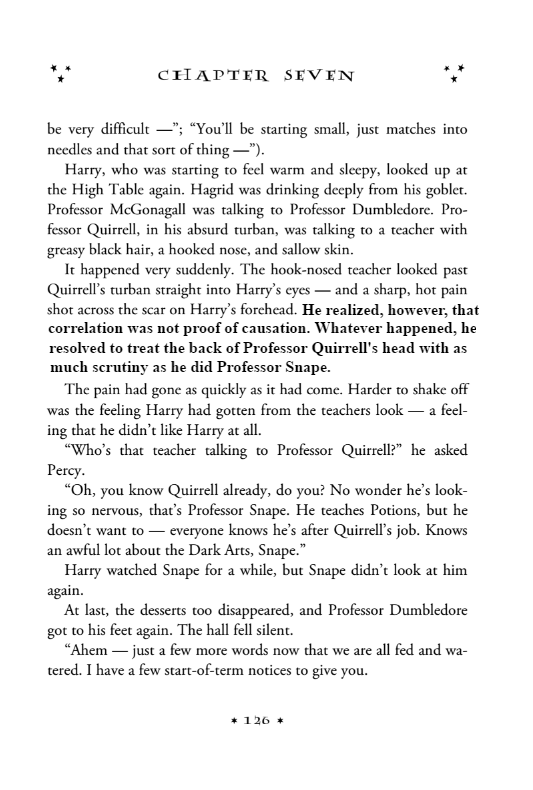 CHAPTER SEVEN
be very difficult —”; “You’ll be starting small, just matches into
needles and that sort of thing —”).
Harry, who was starting to feel warm and sleepy, looked up at
the High Table again. Hagrid was drinking deeply from his goblet.
Professor McGonagall was talking to Professor Dumbledore. Pro-
fessor Quirrell, in his absurd turban, was talking to a teacher with
greasy black hair, a hooked nose, and sallow skin.
It happened very suddenly. The hook-nosed teacher looked past
Quirrell’s turban straight into Harry’s eyes — and a sharp, hot pain
shot across the scar on Harry’s forehead. He realized, however, that
correlation was not proof of causation. Whatever happened, he
resolved to treat the back of Professor Quirrell's head with as
much scrutiny as he did Professor Snape.
The pain had gone as quickly as it had come. Harder to shake off
was the feeling Harry had gotten from the teachers look — a feel-
ing that he didn’t like Harry at all.
“Who’s that teacher talking to Professor Quirrell?” he asked
Percy.
“Oh, you know Quirrell already, do you? No wonder he’s look-
ing so nervous, that’s Professor Snape. He teaches Potions, but he
doesn’t want to — everyone knows he’s after Quirrell’s job. Knows
an awful lot about the Dark Arts, Snape.”
Harry watched Snape for a while, but Snape didn’t look at him
again.
At last, the desserts too disappeared, and Professor Dumbledore
got to his feet again. The hall fell silent.
“Ahem — just a few more words now that we are all fed and wa-
tered. I have a few start-of-term notices to give you.
126